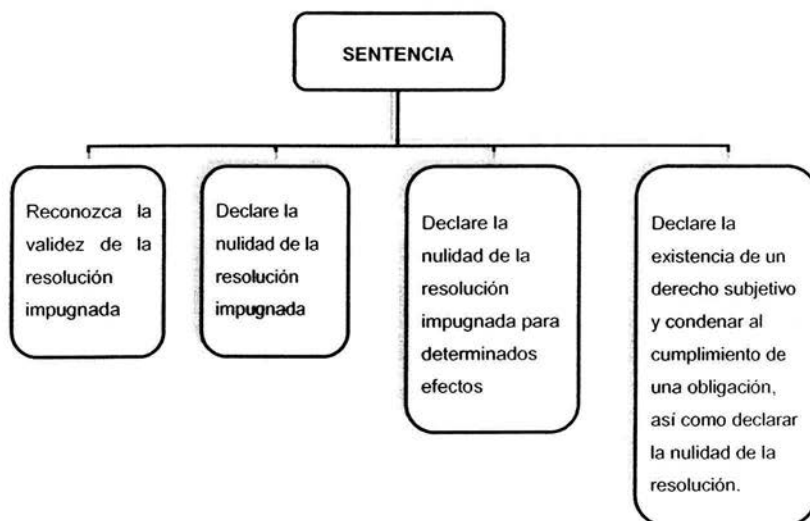 SENTENCIA
Reconozca la
validez de la
resolución
impugnada
Declare la
nulidad de la
resolución
impugnada
Declare la
nulidad de la
resolución
impugnada para
determinados
efectos
Declare la
existencia de un
derecho subjetivo
y condenar al
cumplimiento de
una obligación,
así como declarar
la nulidad de la
resolución.